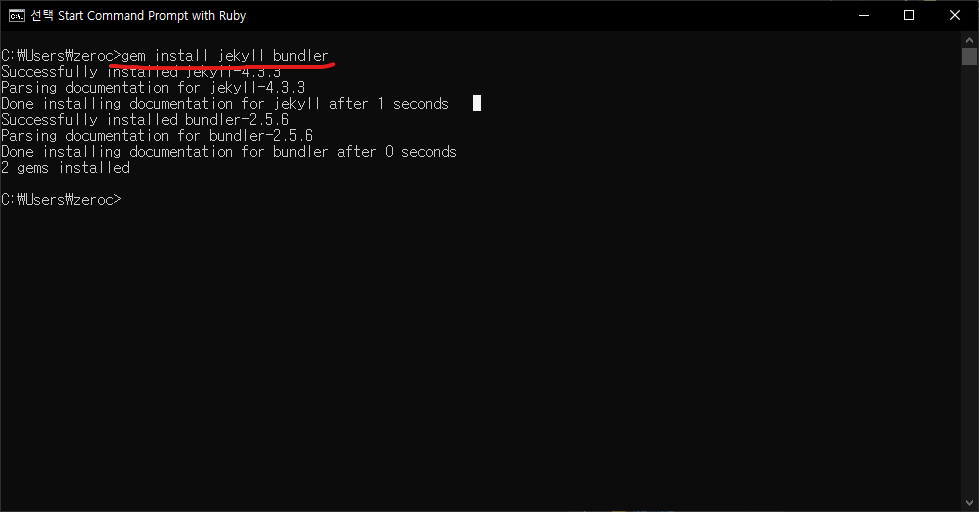 선택 Start Command Prompt with Ruby
C:₩Users₩zeroc>gem install jekyll bundler
Successfully installed jekyll-4.3.3
Parsing documentation for jekyll-4.3.3
Done installing documentation for jekyll after 1 seconds
Successfully installed bundler-2.5.6
Parsing documentation for bundler-2.5.6
Done installing documentation for bundler after 0 seconds
2 gems installed
C:₩Users₩zeroc>